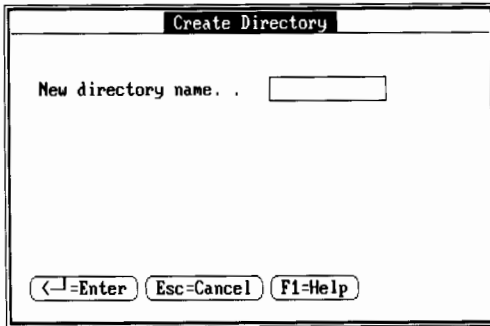 Create Directory
New directory name. .
<┘=Enter Esc=Cancel F1=Help